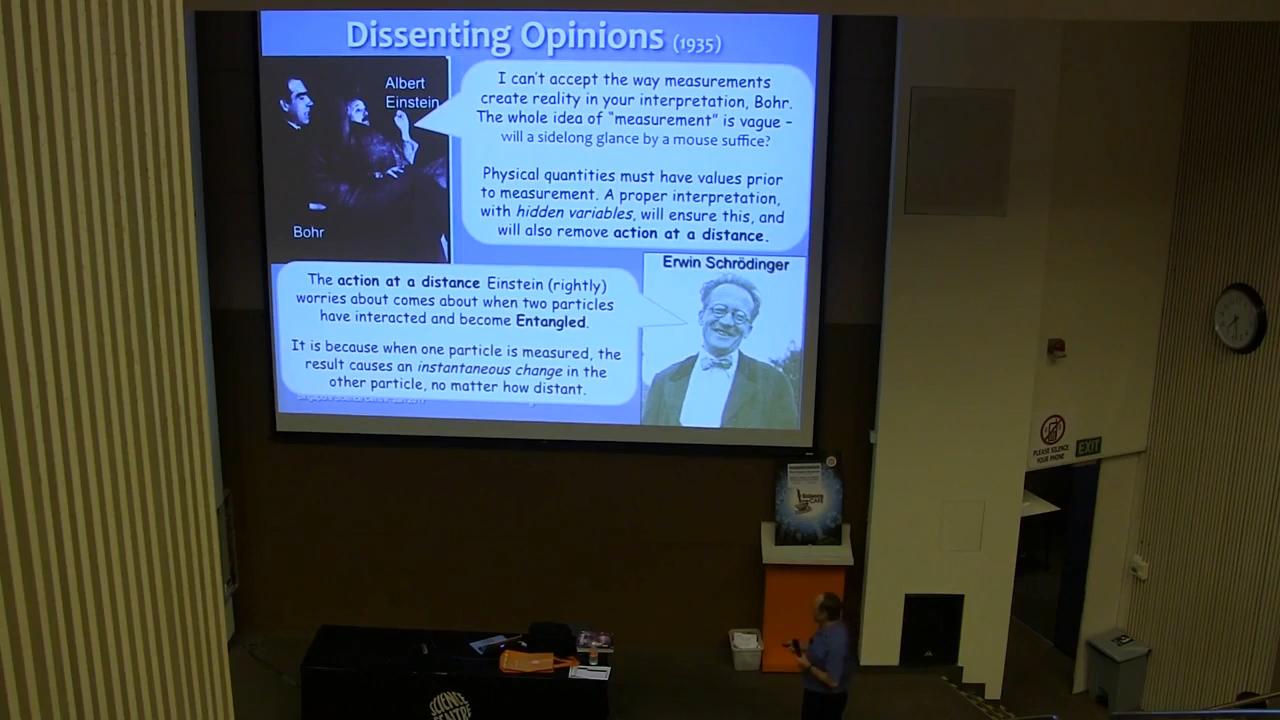 Dissenting Opinions (1935)
Albert
Einstein
Bohr
I can't accept the way measurements
create reality in your interpretation, Bohr.
The whole idea of "measurement" is vague –
will a sidelong glance by a mouse suffice?
Physical quantities must have values prior
to measurement. A proper interpretation,
with hidden variables, will ensure this, and
will also remove action at a distance.
Erwin Schrödinger
The action at a distance Einstein (rightly)
worries about comes about when two particles
have interacted and become Entangled.
It is because when one particle is measured, the
result causes an instantaneous change in the
other particle, no matter how distant.
PLEASE SILENCE
YOUR PHONE
EXIT
Science
CAFE
SCIENCE
CENTRE